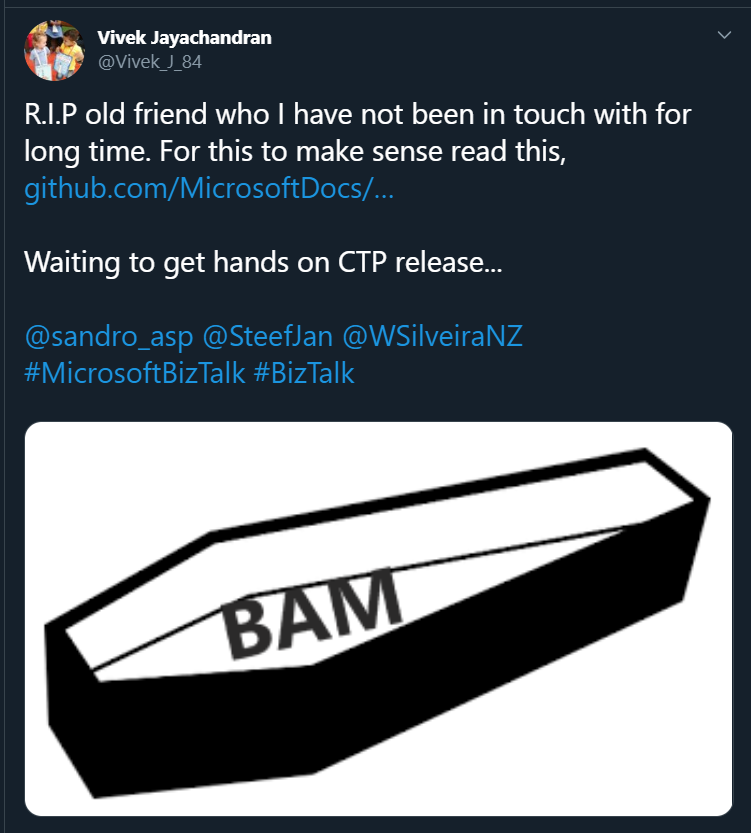 Vivek Jayachandran
@Vivek_J_84
R.I.P old friend who I have not been in touch with for
long time. For this to make sense read this,
github.com/MicrosoftDocs/...
Waiting to get hands on CTP release...
@sandro_asp @SteefJan @WSilveiraNZ
#MicrosoftBizTalk #BizTalk
BAM